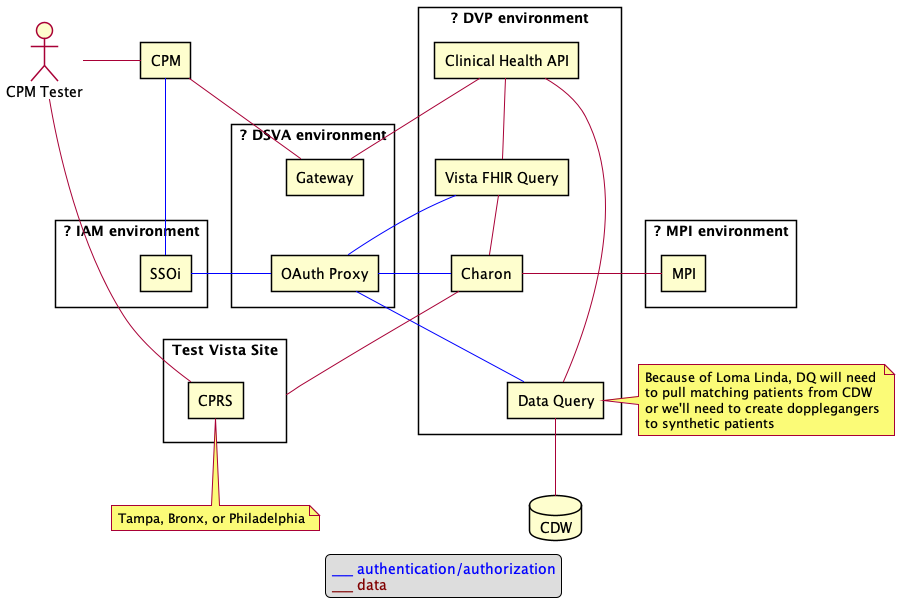 ? DVP environment
CPM Tester
CPM
Clinical Health API
? DSVA environment
Gateway
Vista FHIR Query
? IAM environment
? MPI environment
SSOi
OAuth Proxy
Charon
MPI
Test Vista Site
CPRS
Data Query
Because of Loma Linda, DQ will need
to pull matching patients from CDW
or we'll need to create dopplegangers
to synthetic patients
Tampa, Bronx, or Philadelphia
CDW
___ authentication/authorization
___ data